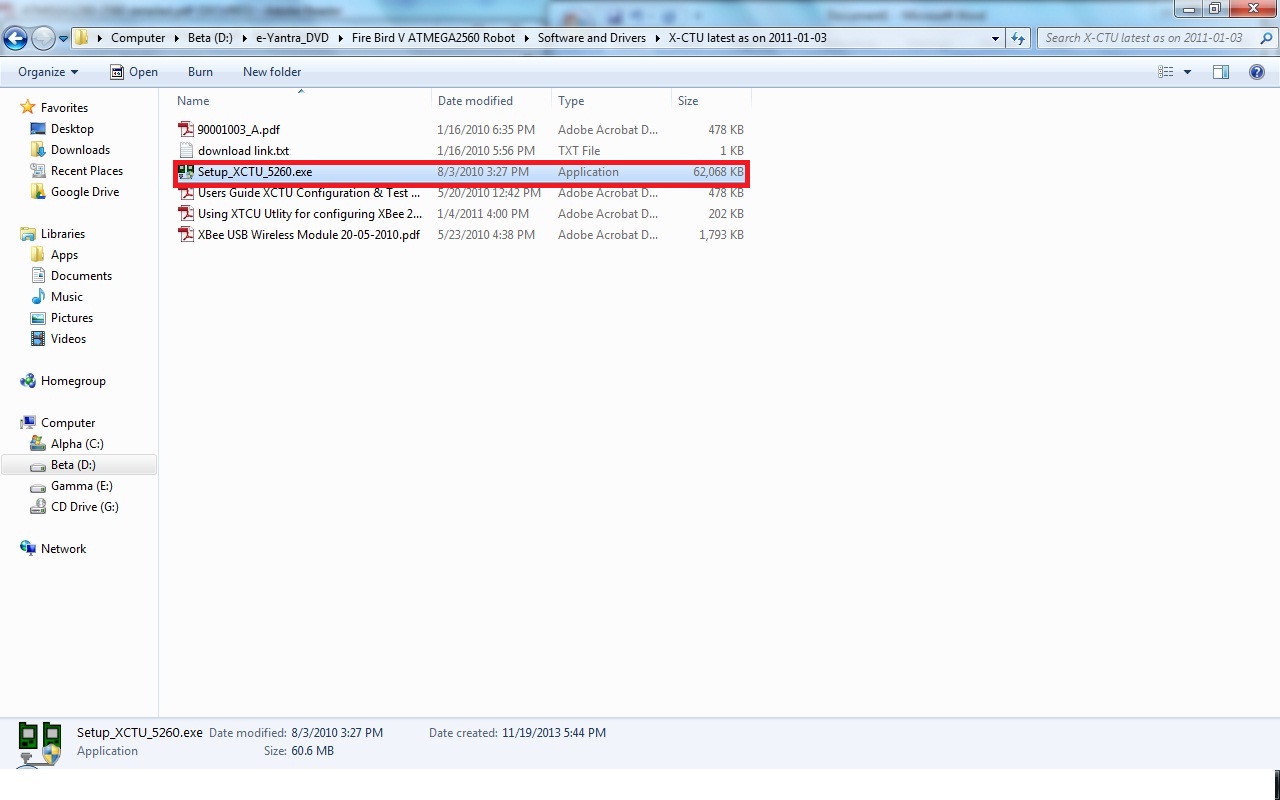 Computer Beta (D:) e-Yantra_DVD Fire Bird V ATMEGA2560 Robot Software and Drivers X-CTU latest as on 2011-01-03 Search X-CTU latest as on 2011-01-03
Organize Open Burn New folder
Name Date modified Type Size
90001003_A.pdf 1/16/2010 6:35 PM Adobe Acrobat D... 478 KB
download link.txt 1/16/2010 5:56 PM TXT File 1 KB
Setup_XCTU_5260.exe 8/3/2010 3:27 PM Application 62,068 KB
Users Guide XCTU Configuration & Test ... 5/20/2010 12:42 PM Adobe Acrobat D... 478 KB
Using XTCU Utlity for configuring XBee 2... 1/4/2011 4:00 PM Adobe Acrobat D... 202 KB
XBee USB Wireless Module 20-05-2010.pdf 5/23/2010 4:38 PM Adobe Acrobat D... 1,793 KB
Favorites
Desktop
Downloads
Recent Places
Google Drive
Libraries
Apps
Documents
Music
Pictures
Videos
Homegroup
Computer
Alpha (C:)
Beta (D:)
Gamma (E:)
CD Drive (G:)
Network
Setup_XCTU_5260.exe Date modified: 8/3/2010 3:27 PM Date created: 11/19/2013 5:44 PM
Application Size: 60.6 MB